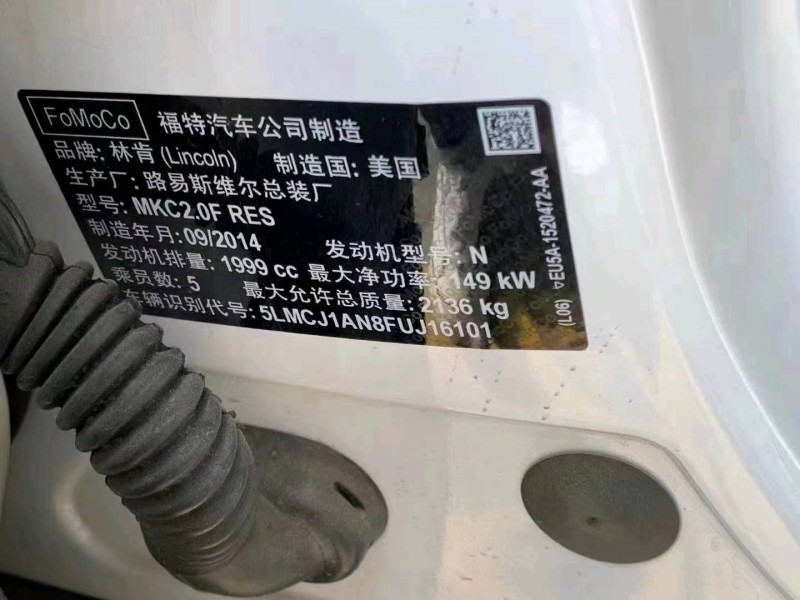 FoMoCo 福特汽车公司制造
品牌: 林肯 (Lincoln) 制造国: 美国
生产厂: 路易斯维尔总装厂
型号: MKC2.0F RES
制造年月:09/2014 发动机型号: N
发动机排量: 1999 cc 最大净功率: 149 kW
乘员数: 5 最大允许总质量: 2136 kg
车辆识别代号: 5LMCJ1AN8FUJ16101
(L06) ▽EU5A-1520472-AA